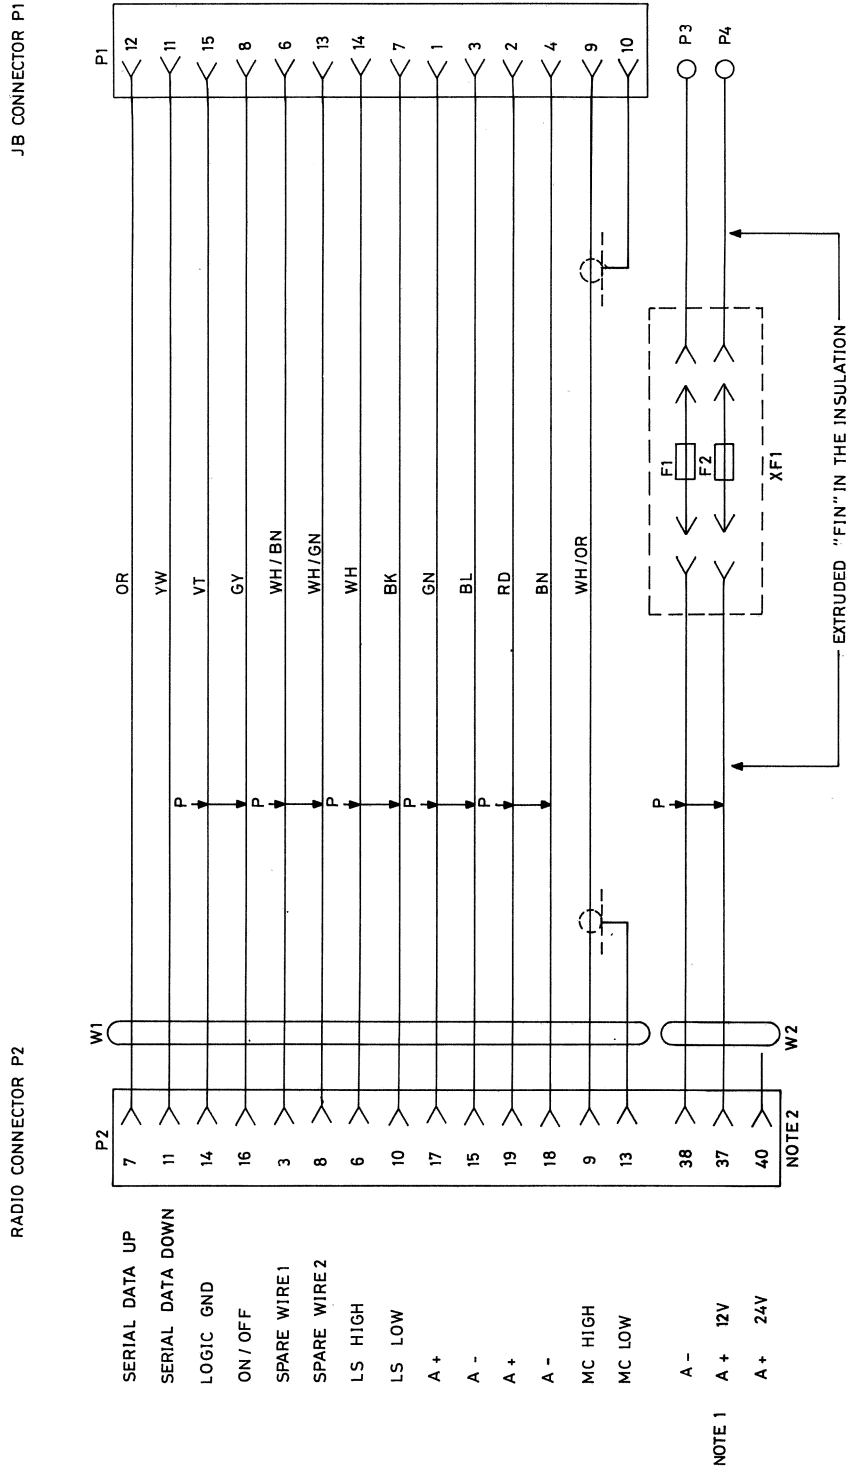 RADIO CONNECTOR P2
JB CONNECTOR P1
P2
W1
P1
SERIAL DATA UP 7 OR 12
SERIAL DATA DOWN 11 YW 11
LOGIC GND 14 P VT 15
ON / OFF 16 GY 8
SPARE WIRE 1 3 P WH / BN 6
SPARE WIRE 2 8 WH/GN 13
LS HIGH 6 P WH 14
LS LOW 10 BK 7
A + 17 P GN 1
A - 15 BL 3
A + 19 P RD 2
A - 18 BN 4
MC HIGH 9 WH/OR 9
MC LOW 13 10
A - 38 P F1 P3
NOTE 1 A + 12V 37 F2 P4
A + 24V 40
NOTE 2
W2
XF1
EXTRUDED "FIN" IN THE INSULATION